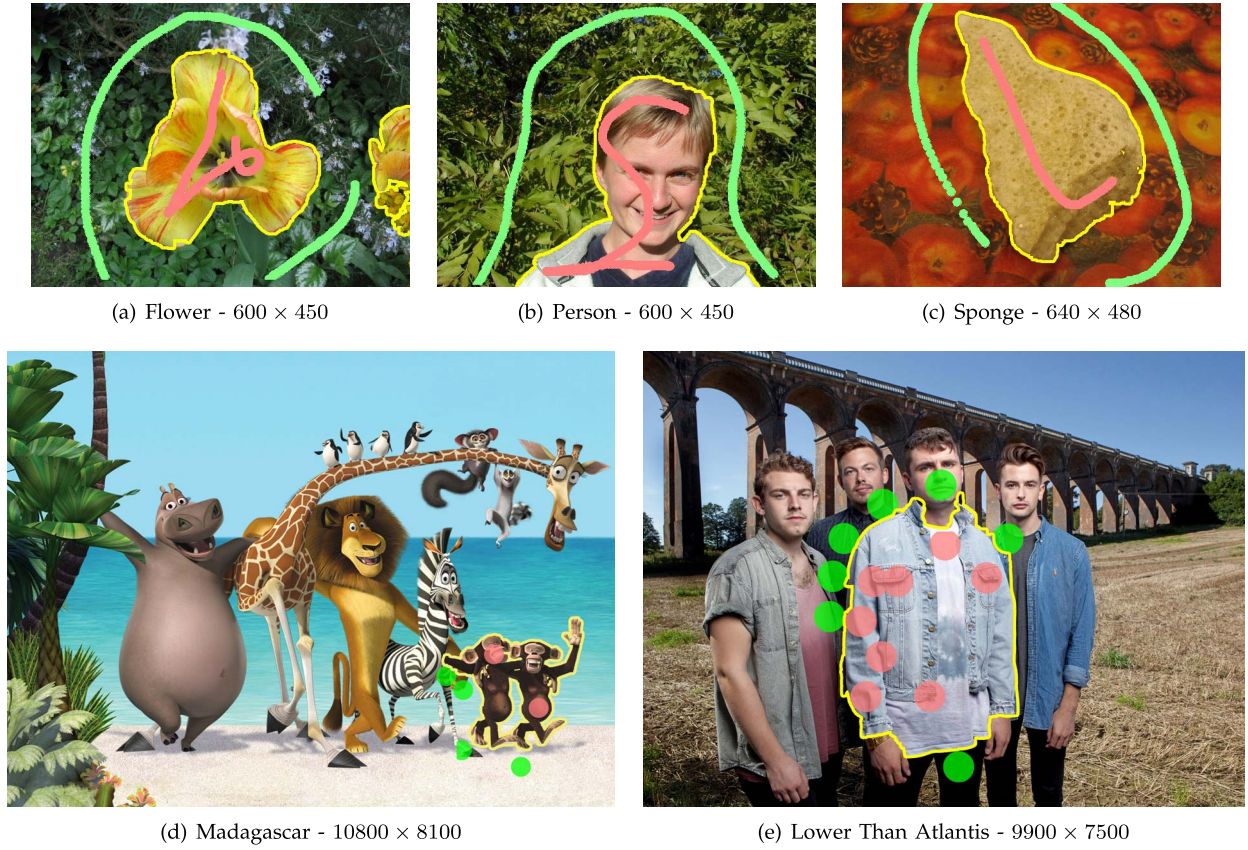 (a) Flower - 600 × 450
(b) Person - 600 × 450
(c) Sponge - 640 × 480
(d) Madagascar - 10800 × 8100
(e) Lower Than Atlantis - 9900 × 7500